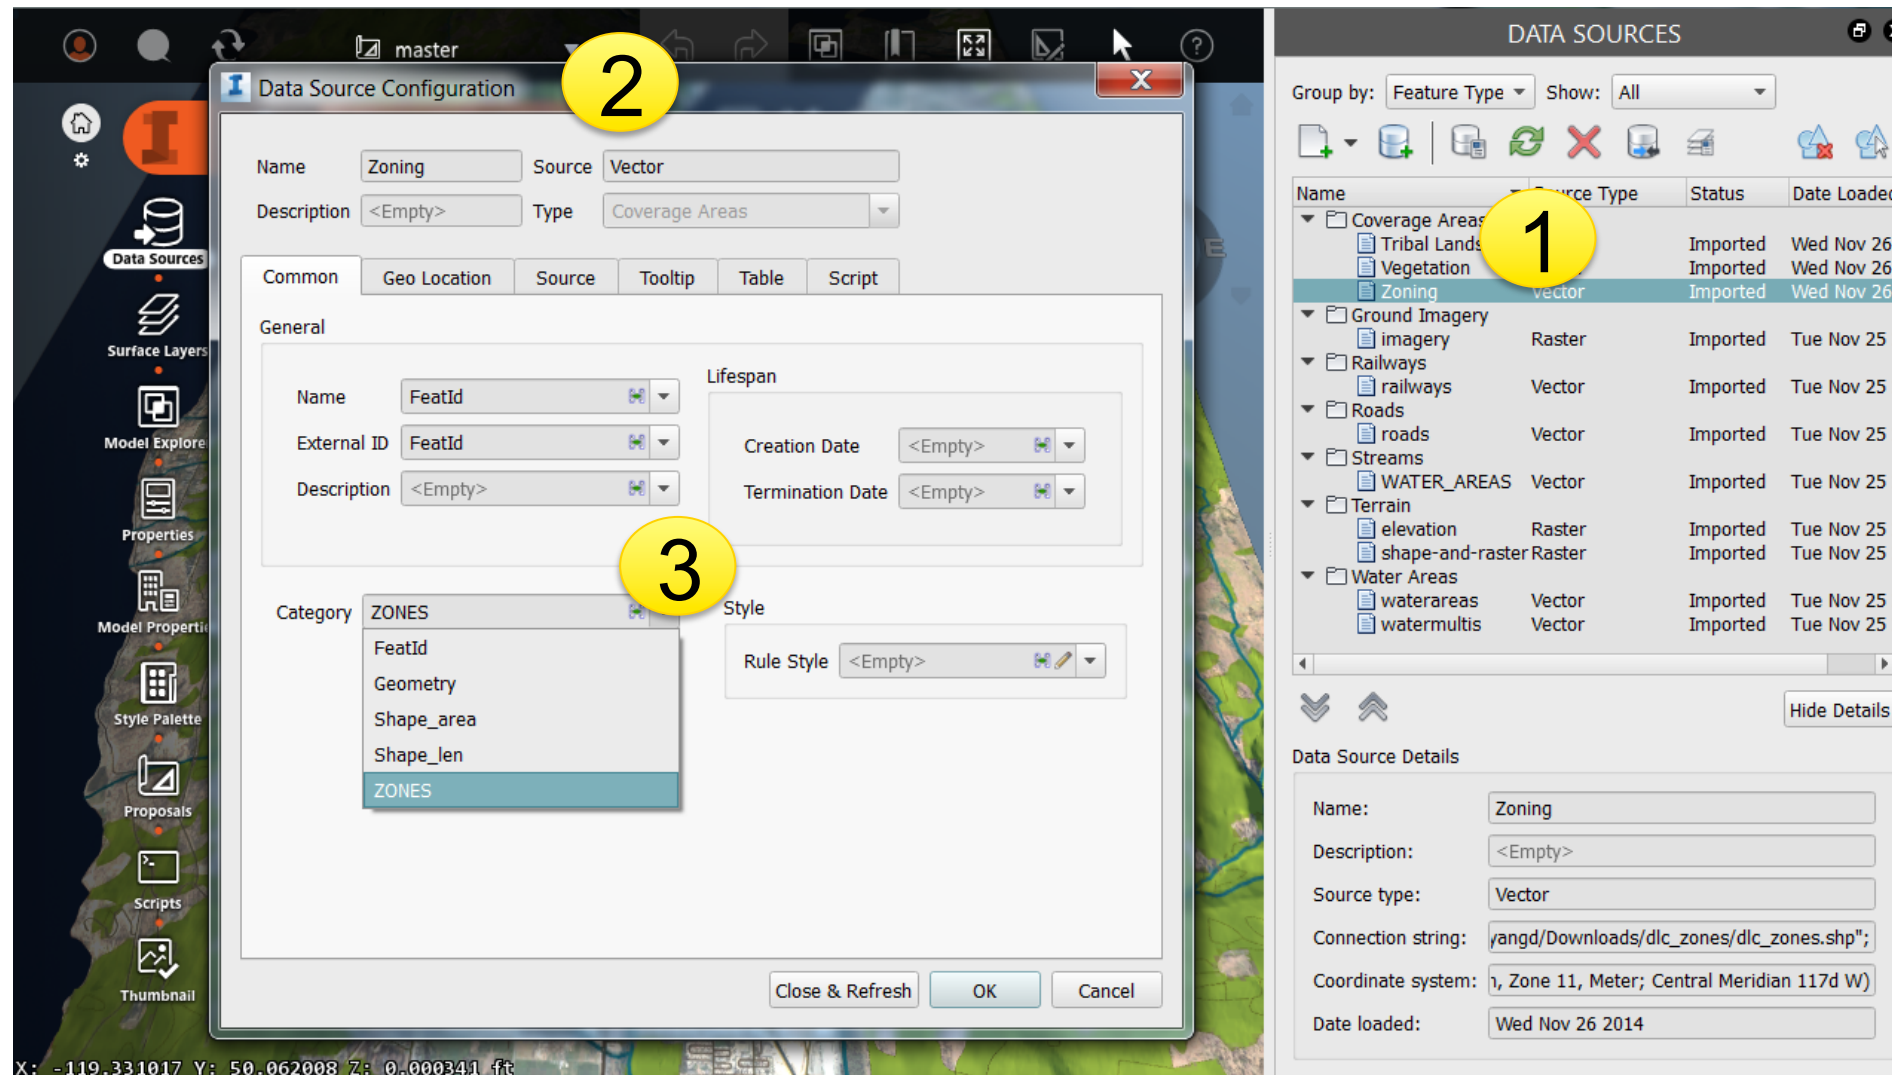 master
DATA SOURCES
Data Source Configuration
2
X
Name Zoning Source Vector
Description <Empty> Type Coverage Areas
Common Geo Location Source Tooltip Table Script
General
Name FeatId
External ID FeatId
Description <Empty>
Lifespan
Creation Date <Empty>
Termination Date <Empty>
3
Category ZONES
FeatId
Geometry
Shape_area
Shape_len
ZONES
Style
Rule Style <Empty>
Close & Refresh OK Cancel
Data Sources
Surface Layers
Model Explore
Properties
Model Properti
Style Palette
Proposals
Scripts
Thumbnail
X: -119.331017 Y: 50.062008 Z: 0.000341 ft
Group by: Feature Type Show: All
Name Source Type Status Date Loaded
1
Coverage Areas
Tribal Lands Imported Wed Nov 26
Vegetation Imported Wed Nov 26
Zoning Vector Imported Wed Nov 26
Ground Imagery
imagery Raster Imported Tue Nov 25
Railways
railways Vector Imported Tue Nov 25
Roads
roads Vector Imported Tue Nov 25
Streams
WATER_AREAS Vector Imported Tue Nov 25
Terrain
elevation Raster Imported Tue Nov 25
shape-and-raster Raster Imported Tue Nov 25
Water Areas
waterareas Vector Imported Tue Nov 25
watermultis Vector Imported Tue Nov 25
Hide Details
Data Source Details
Name: Zoning
Description: <Empty>
Source type: Vector
Connection string: yangd/Downloads/dlc_zones/dlc_zones.shp";
Coordinate system: ı, Zone 11, Meter; Central Meridian 117d W)
Date loaded: Wed Nov 26 2014